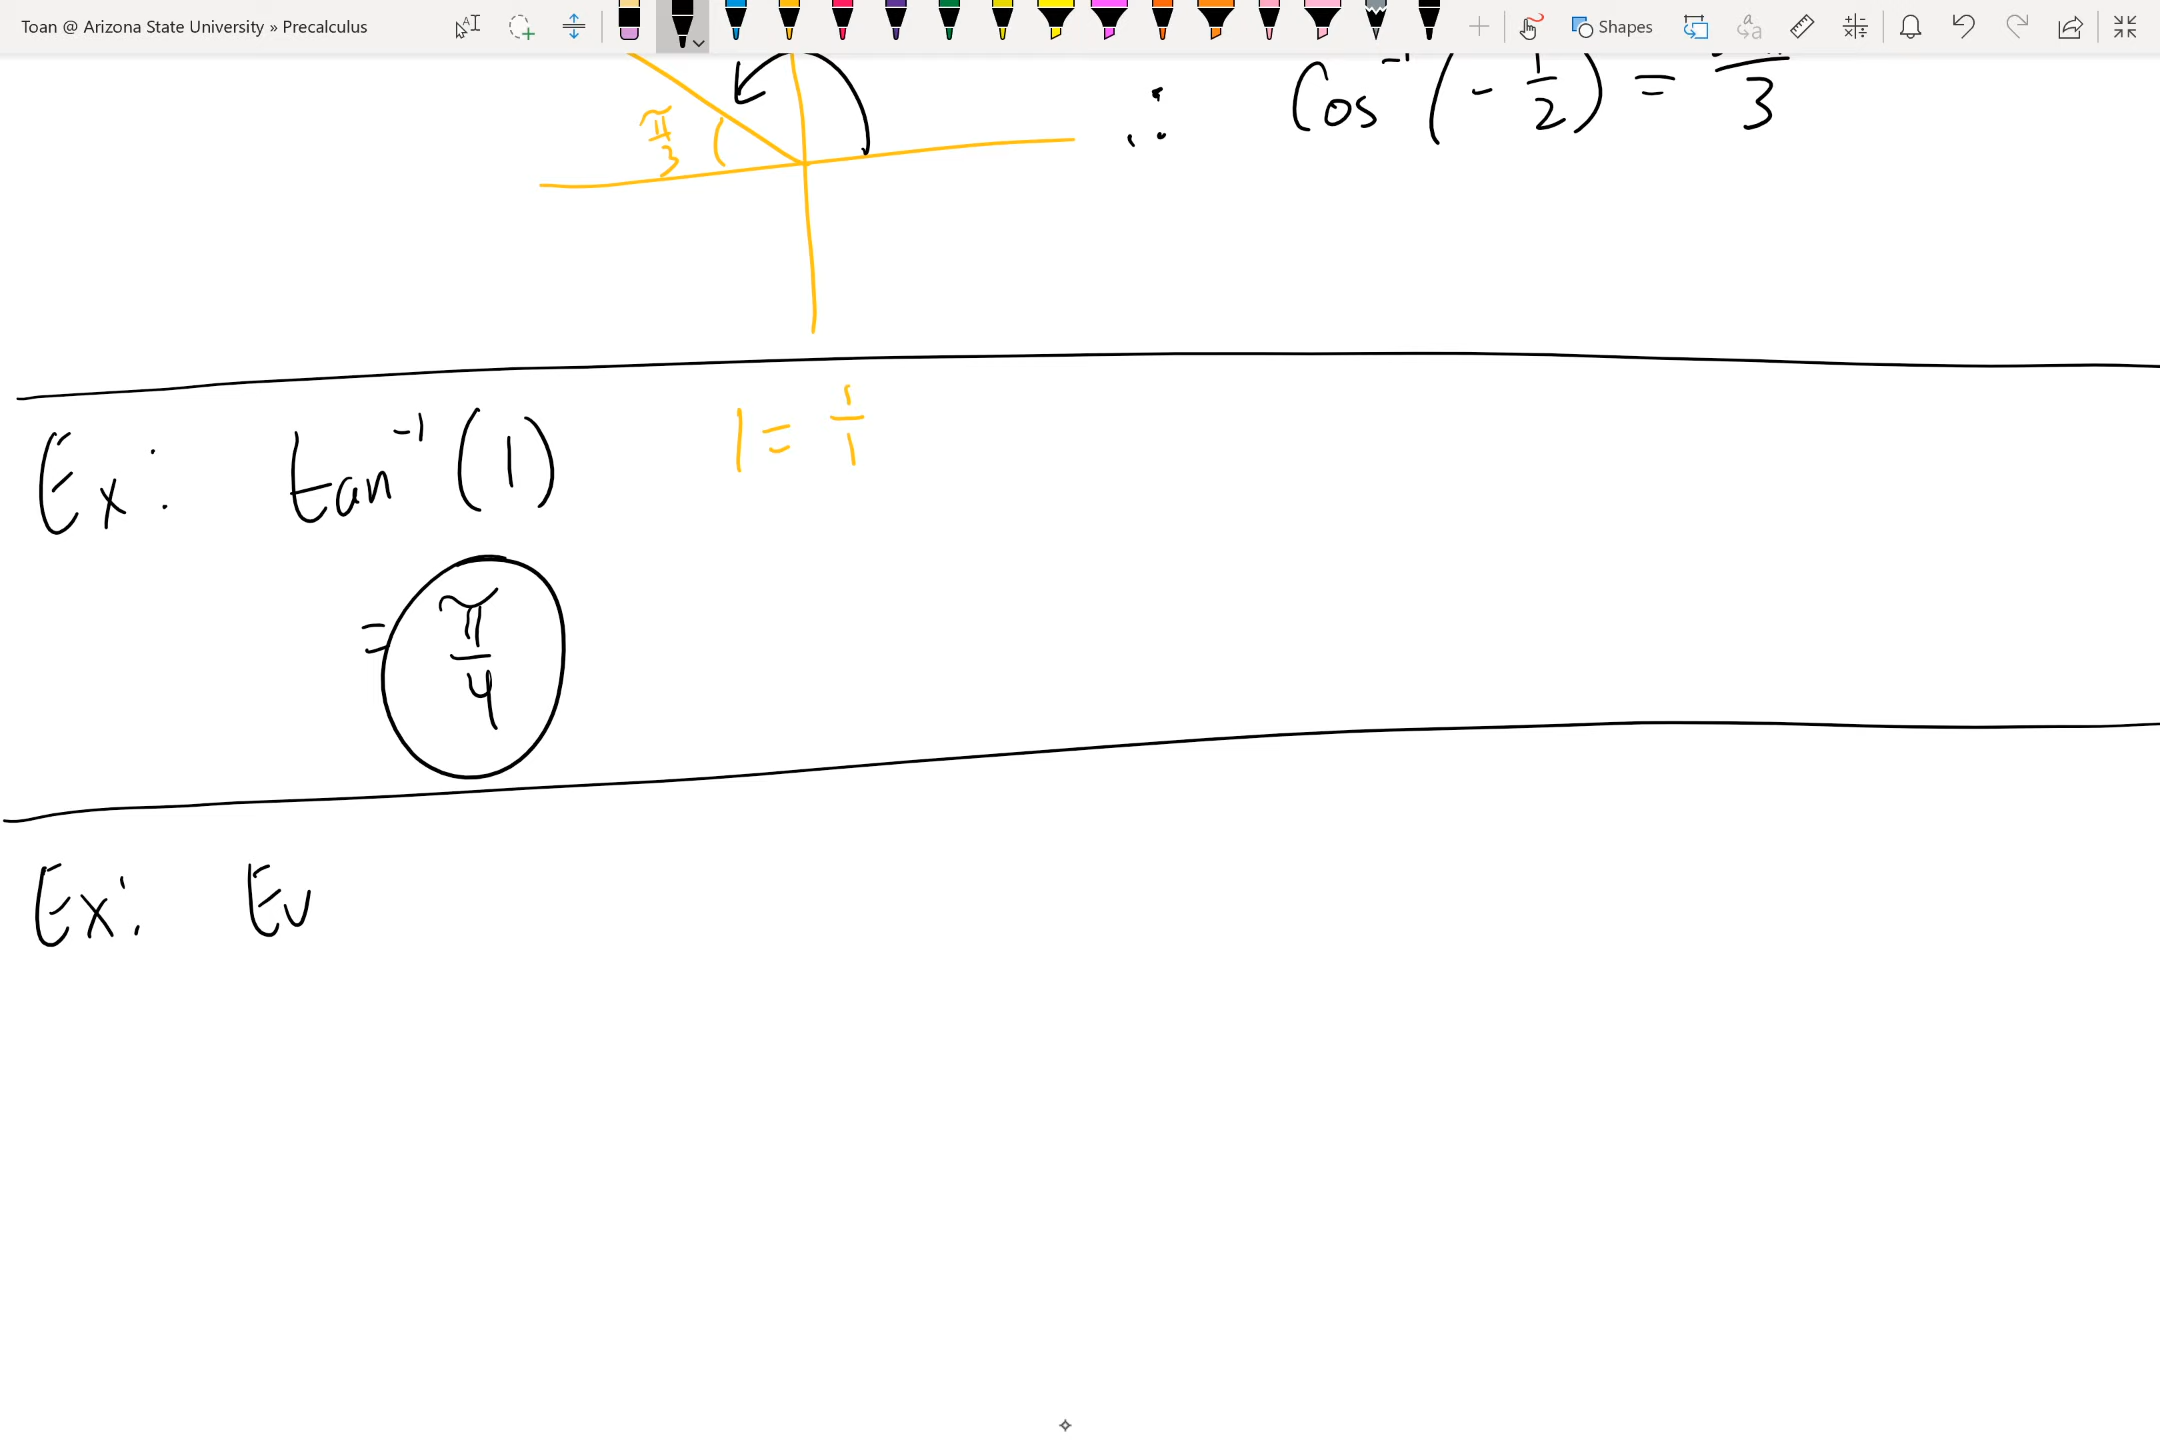 Toan @ Arizona State University » Precalculus
Shapes
π/3
∴ Cos⁻¹(-1/2) = /3
Ex: tan⁻¹(1) 1 = 1/1
= π/4
Ex: Ev